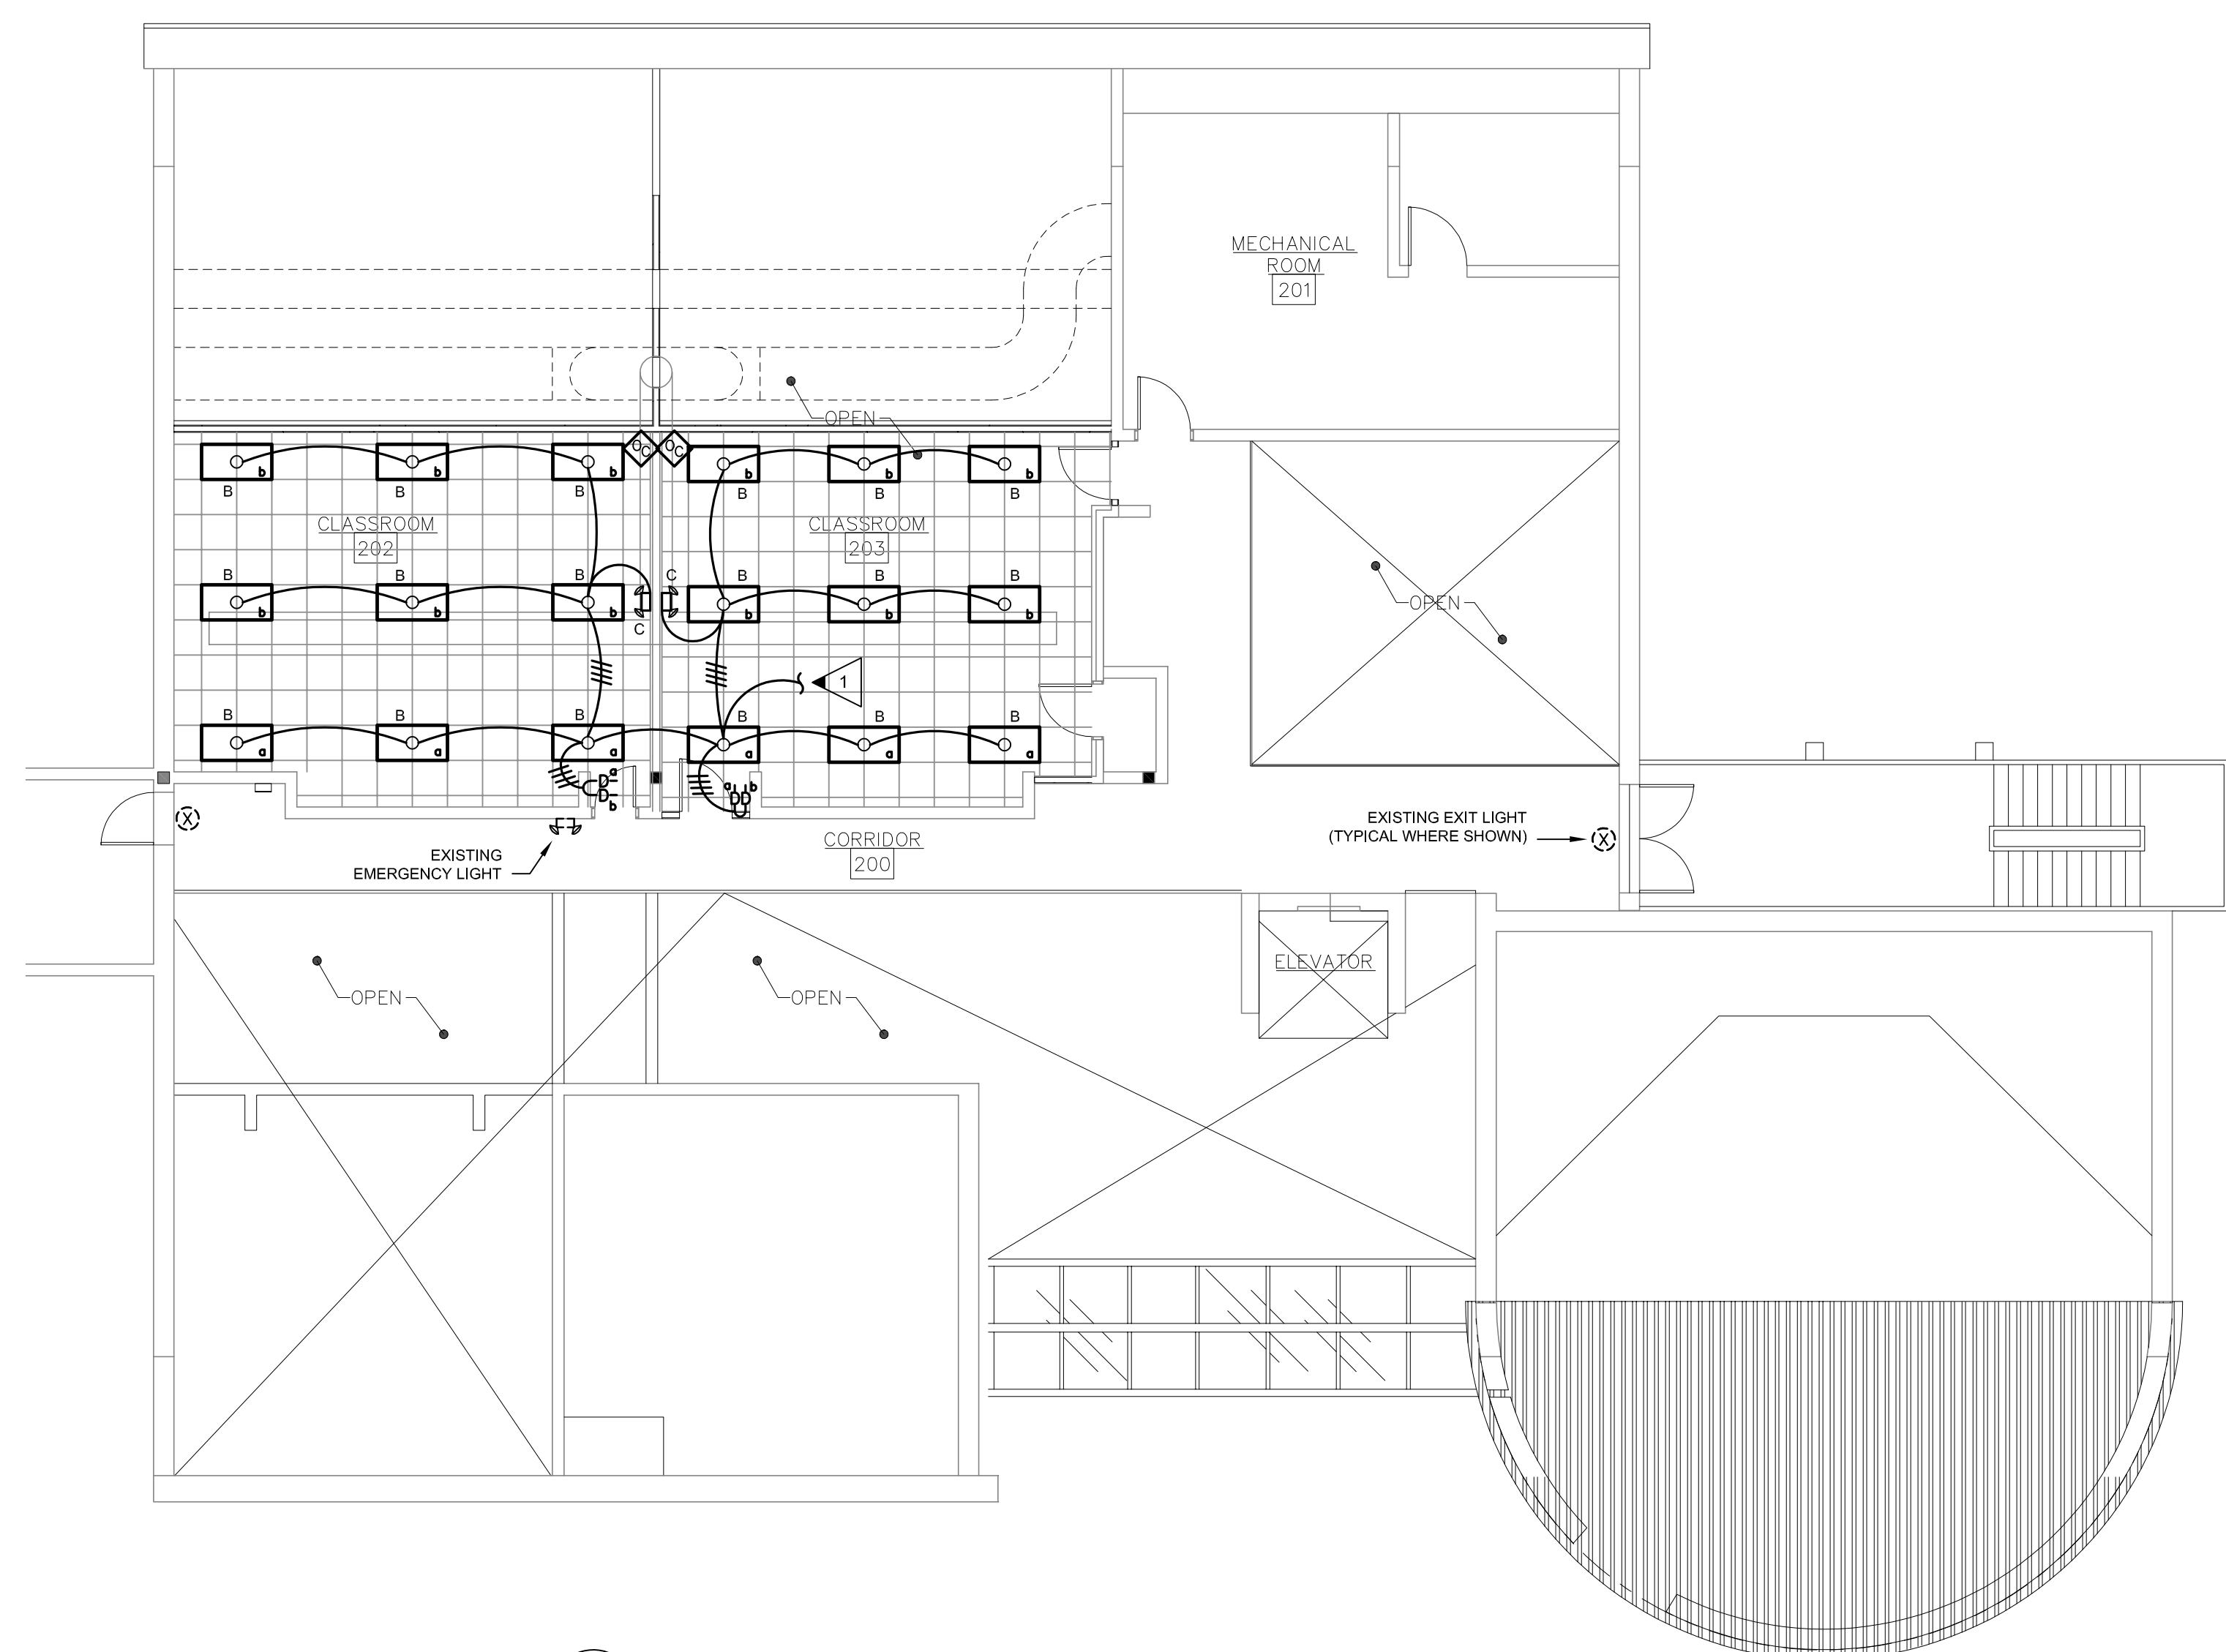 MECHANICAL
ROOM
201
OPEN
O C O C
b b b b b b
B B B B B B
CLASSROOM CLASSROOM
202 203
OPEN
B B B C B B B
b b b b b b
C
1
B B B B B B
a a a a a a
D a
D b
a b
DD
X
EXISTING
EMERGENCY LIGHT
CORRIDOR
200
EXISTING EXIT LIGHT
(TYPICAL WHERE SHOWN)
X
ELEVATOR
OPEN OPEN